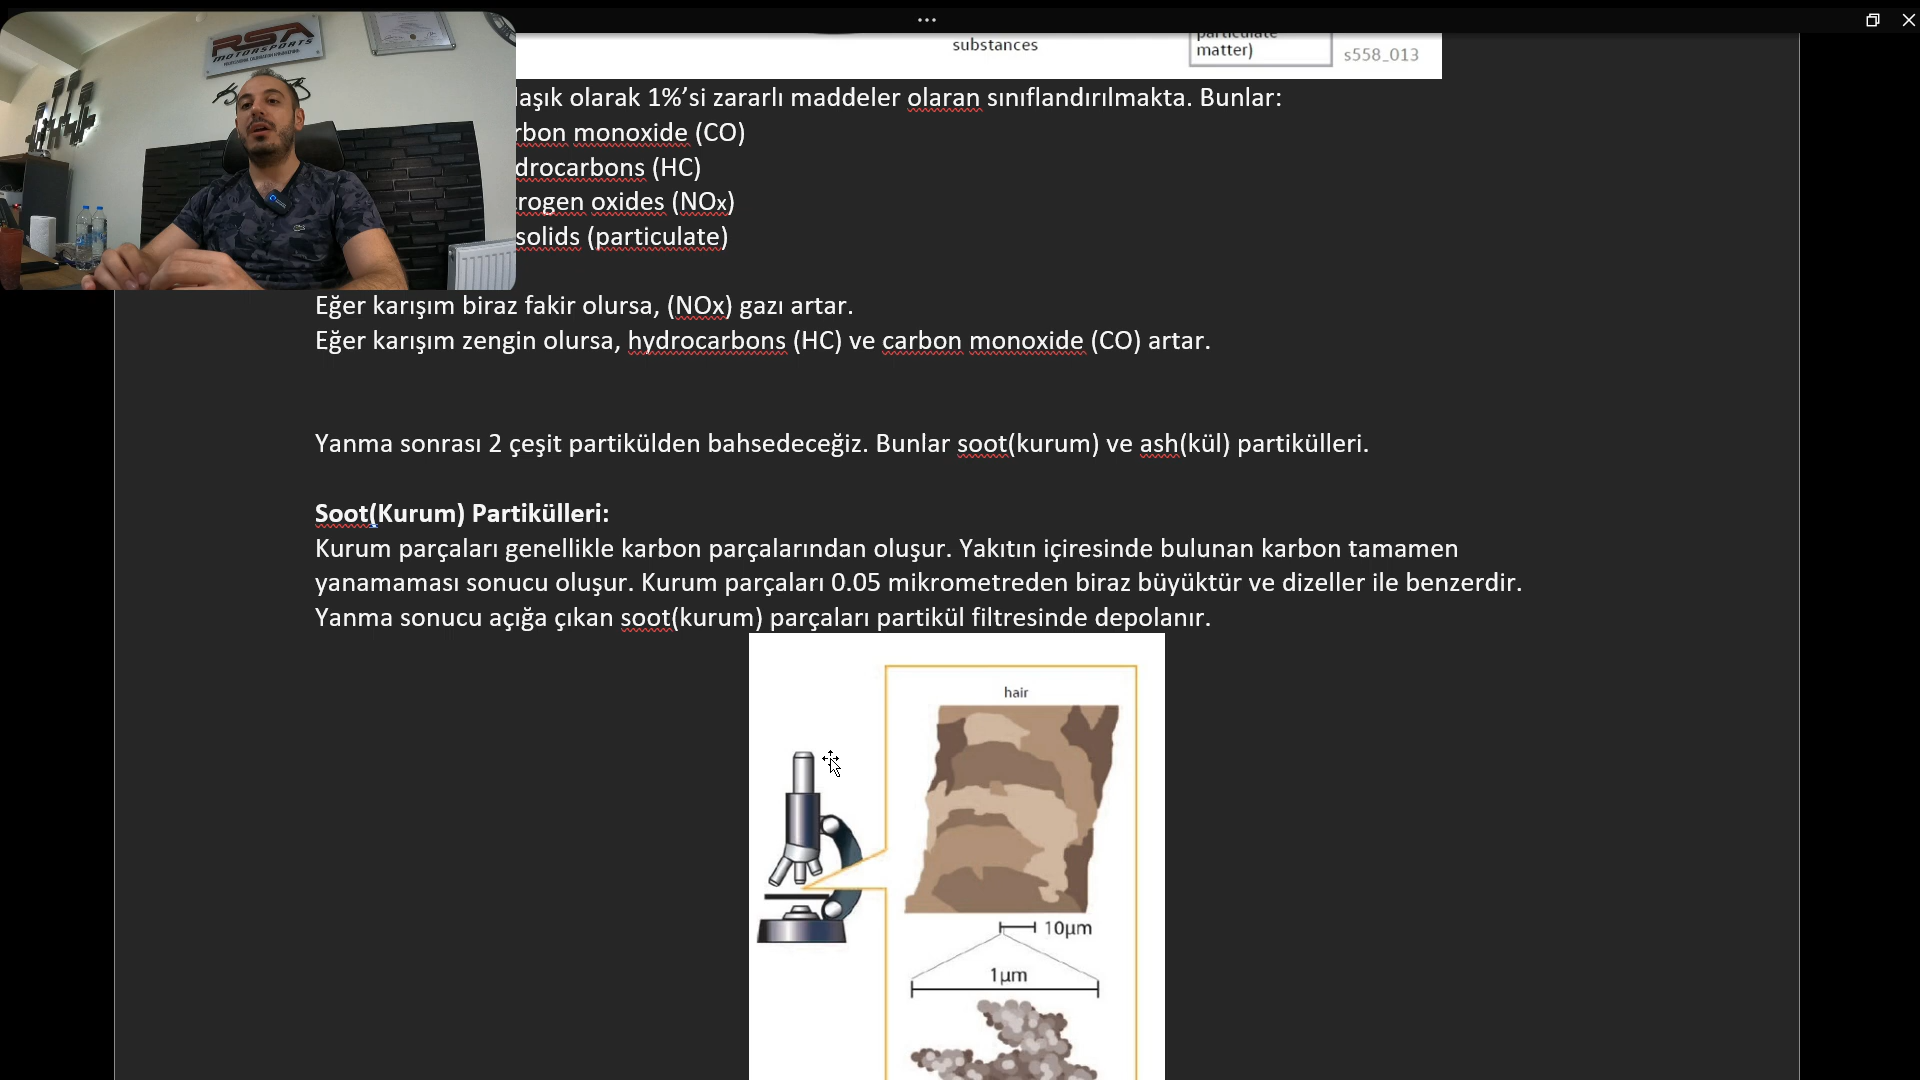 RSA
MOTORSPORTS
substances
particulate
matter)
s558_013
laşık olarak 1%'si zararlı maddeler olaran sınıflandırılmakta. Bunlar:
rbon monoxide (CO)
drocarbons (HC)
trogen oxides (NOx)
solids (particulate)
Eğer karışım biraz fakir olursa, (NOx) gazı artar.
Eğer karışım zengin olursa, hydrocarbons (HC) ve carbon monoxide (CO) artar.
Yanma sonrası 2 çeşit partikülden bahsedeceğiz. Bunlar soot(kurum) ve ash(kül) partikülleri.
Soot(Kurum) Partikülleri:
Kurum parçaları genellikle karbon parçalarından oluşur. Yakıtın içiresinde bulunan karbon tamamen
yanamaması sonucu oluşur. Kurum parçaları 0.05 mikrometreden biraz büyüktür ve dizeller ile benzerdir.
Yanma sonucu açığa çıkan soot(kurum) parçaları partikül filtresinde depolanır.
hair
10µm
1µm